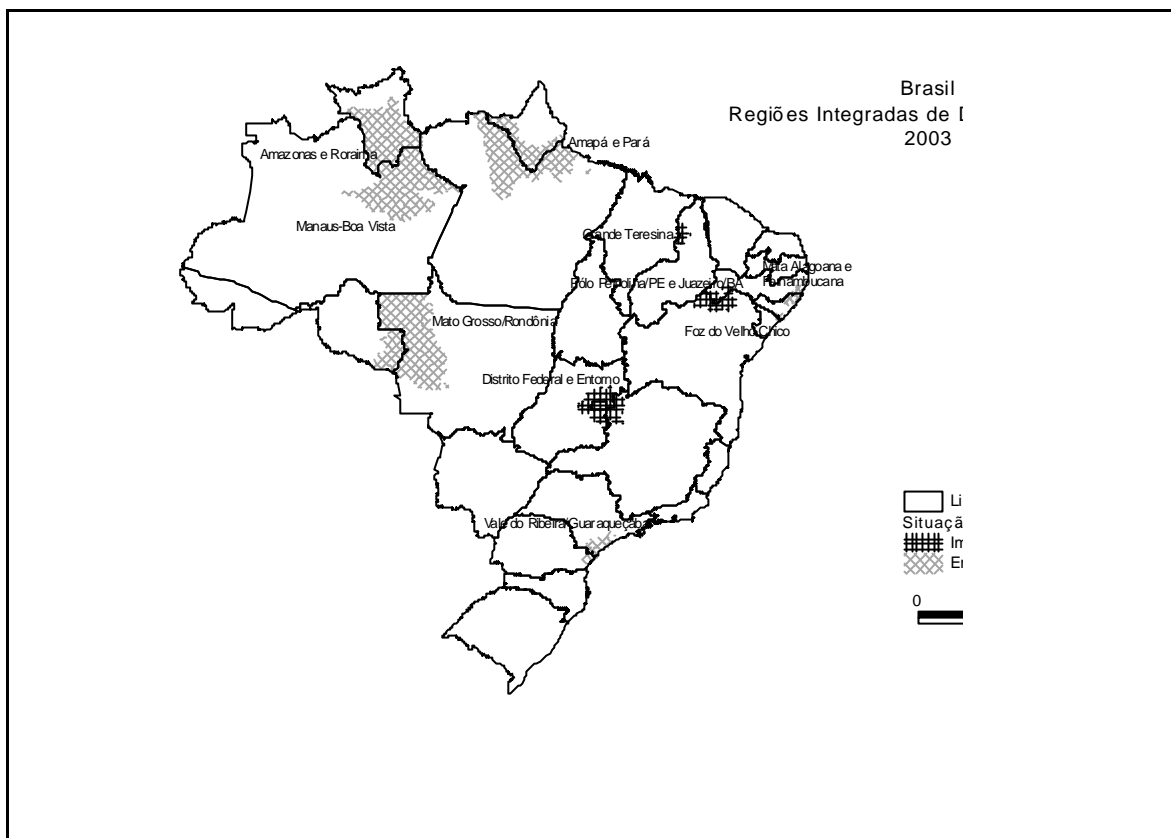 Brasil
Regiões Integradas de D
2003
Amapá e Pará
Amazonas e Roraima
Manaus-Boa Vista
Grande Teresina
Mata Alagoana e
Pernambucana
Pólo Petrolina/PE e Juazeiro/BA
Mato Grosso/Rondônia
Foz do Velho Chico
Distrito Federal e Entorno
Vale do Ribeira/Guaraqueçaba
Li
Situação
Im
En
0